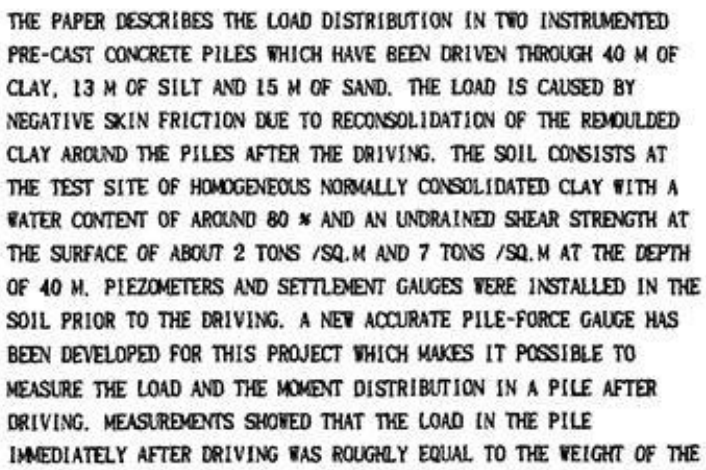 THE PAPER DESCRIBES THE LOAD DISTRIBUTION IN TWO INSTRUMENTED
PRE-CAST CONCRETE PILES WHICH HAVE BEEN DRIVEN THROUGH 40 M OF
CLAY, 13 M OF SILT AND 15 M OF SAND. THE LOAD IS CAUSED BY
NEGATIVE SKIN FRICTION DUE TO RECONSOLIDATION OF THE REMOULDED
CLAY AROUND THE PILES AFTER THE DRIVING. THE SOIL CONSISTS AT
THE TEST SITE OF HOMOGENEOUS NORMALLY CONSOLIDATED CLAY WITH A
WATER CONTENT OF AROUND 80 % AND AN UNDRAINED SHEAR STRENGTH AT
THE SURFACE OF ABOUT 2 TONS /SQ.M AND 7 TONS /SQ.M AT THE DEPTH
OF 40 M. PIEZOMETERS AND SETTLEMENT GAUGES WERE INSTALLED IN THE
SOIL PRIOR TO THE DRIVING. A NEW ACCURATE PILE-FORCE GAUGE HAS
BEEN DEVELOPED FOR THIS PROJECT WHICH MAKES IT POSSIBLE TO
MEASURE THE LOAD AND THE MOMENT DISTRIBUTION IN A PILE AFTER
DRIVING. MEASUREMENTS SHOWED THAT THE LOAD IN THE PILE
IMMEDIATELY AFTER DRIVING WAS ROUGHLY EQUAL TO THE WEIGHT OF THE